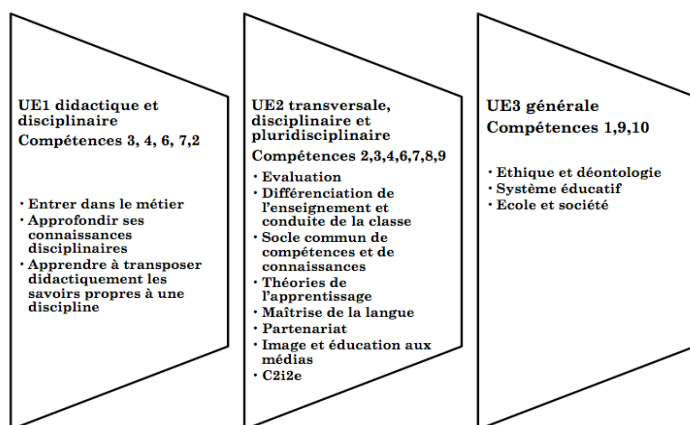 UE1 didactique et
disciplinaire
Compétences 3, 4, 6, 7,2
· Entrer dans le métier
· Approfondir ses
connaissances
disciplinaires
· Apprendre à transposer
didactiquement les
savoirs propres à une
discipline
UE2 transversale,
disciplinaire et
pluridisciplinaire
Compétences 2,3,4,6,7,8,9
· Evaluation
· Différenciation de
l'enseignement et
conduite de la classe
· Socle commun de
compétences et de
connaissances
· Théories de
l'apprentissage
· Maîtrise de la langue
· Partenariat
· Image et éducation aux
médias
· C2i2e
UE3 générale
Compétences 1,9,10
· Ethique et déontologie
· Système éducatif
· Ecole et société